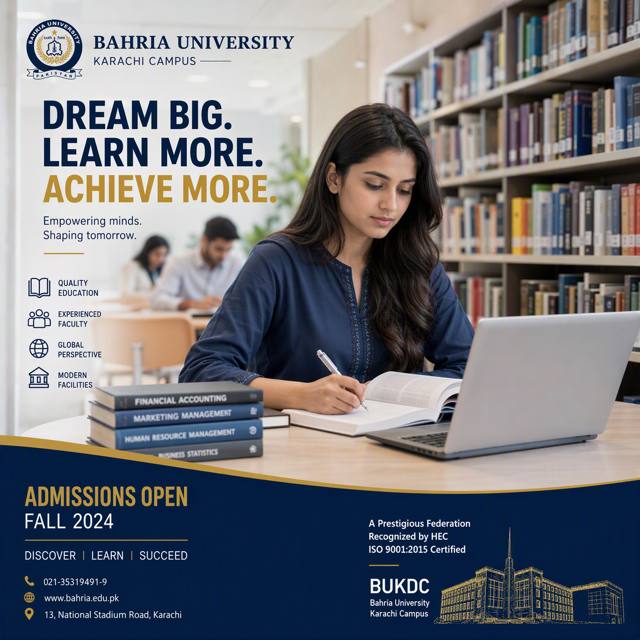 BAHRIA UNIVERSITY
PAKISTAN
BAHRIA UNIVERSITY
KARACHI CAMPUS
DREAM BIG.
LEARN MORE.
ACHIEVE MORE.
Empowering minds.
Shaping tomorrow.
QUALITY
EDUCATION
EXPERIENCED
FACULTY
GLOBAL
PERSPECTIVE
MODERN
FACILITIES
FINANCIAL ACCOUNTING
MARKETING MANAGEMENT
HUMAN RESOURCE MANAGEMENT
BUSINESS STATISTICS
ADMISSIONS OPEN
FALL 2024
DISCOVER | LEARN | SUCCEED
021-35319491-9
www.bahria.edu.pk
13, National Stadium Road, Karachi
A Prestigious Federation
Recognized by HEC
ISO 9001:2015 Certified
BUKDC
Bahria University
Karachi Campus